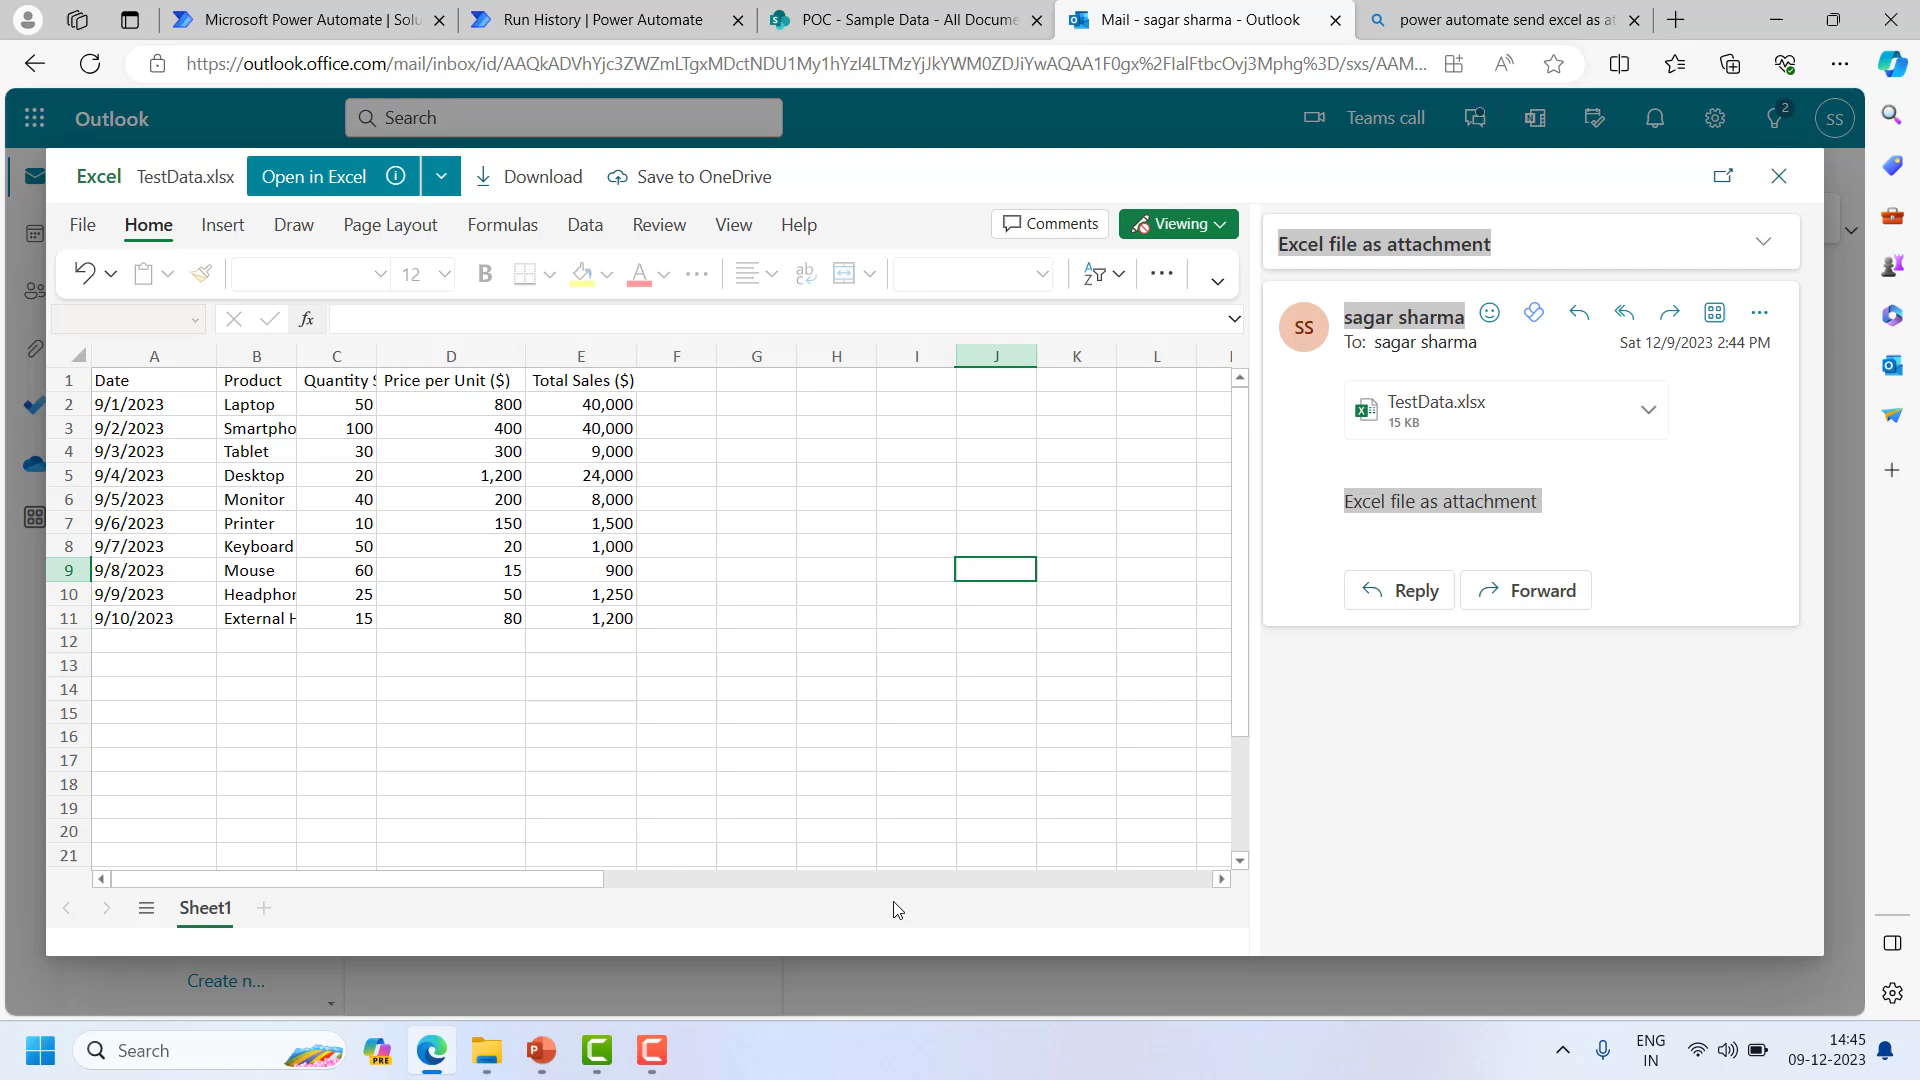 Microsoft Power Automate | Solu
Run History | Power Automate
POC - Sample Data - All Docume
Mail - sagar sharma - Outlook
power automate send excel as at
https://outlook.office.com/mail/inbox/id/AAQkADVhYjc3ZWZmLTgxMDctNDU1My1hYzI4LTMzYjJkYWM0ZDJiYwAQAA1F0gx%2FIalFtbcOvj3Mphg%3D/sxs/AAM...
Outlook
Search
Teams call
2
SS
Excel TestData.xlsx Open in Excel Download Save to OneDrive
File Home Insert Draw Page Layout Formulas Data Review View Help Comments Viewing
12 B A ab
AZ
fx
A B C D E F G H I J K L
1 Date Product Quantity S Price per Unit ($) Total Sales ($)
2 9/1/2023 Laptop 50 800 40,000
3 9/2/2023 Smartpho 100 400 40,000
4 9/3/2023 Tablet 30 300 9,000
5 9/4/2023 Desktop 20 1,200 24,000
6 9/5/2023 Monitor 40 200 8,000
7 9/6/2023 Printer 10 150 1,500
8 9/7/2023 Keyboard 50 20 1,000
9 9/8/2023 Mouse 60 15 900
10 9/9/2023 Headphor 25 50 1,250
11 9/10/2023 External H 15 80 1,200
12
13
14
15
16
17
18
19
20
21
Sheet1
Create n...
Excel file as attachment
SS
sagar sharma
To: sagar sharma
Sat 12/9/2023 2:44 PM
TestData.xlsx
15 KB
Excel file as attachment
Reply
Forward
Search
PRE
ENG
IN
14:45
09-12-2023